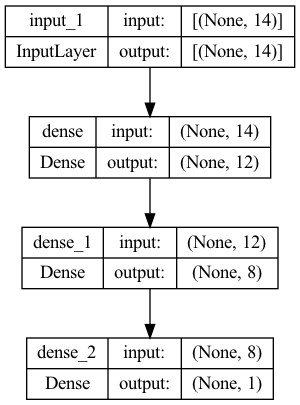 input_1 input: [(None, 14)]
InputLayer output: [(None, 14)]
dense input: (None, 14)
Dense output: (None, 12)
dense_1 input: (None, 12)
Dense output: (None, 8)
dense_2 input: (None, 8)
Dense output: (None, 1)